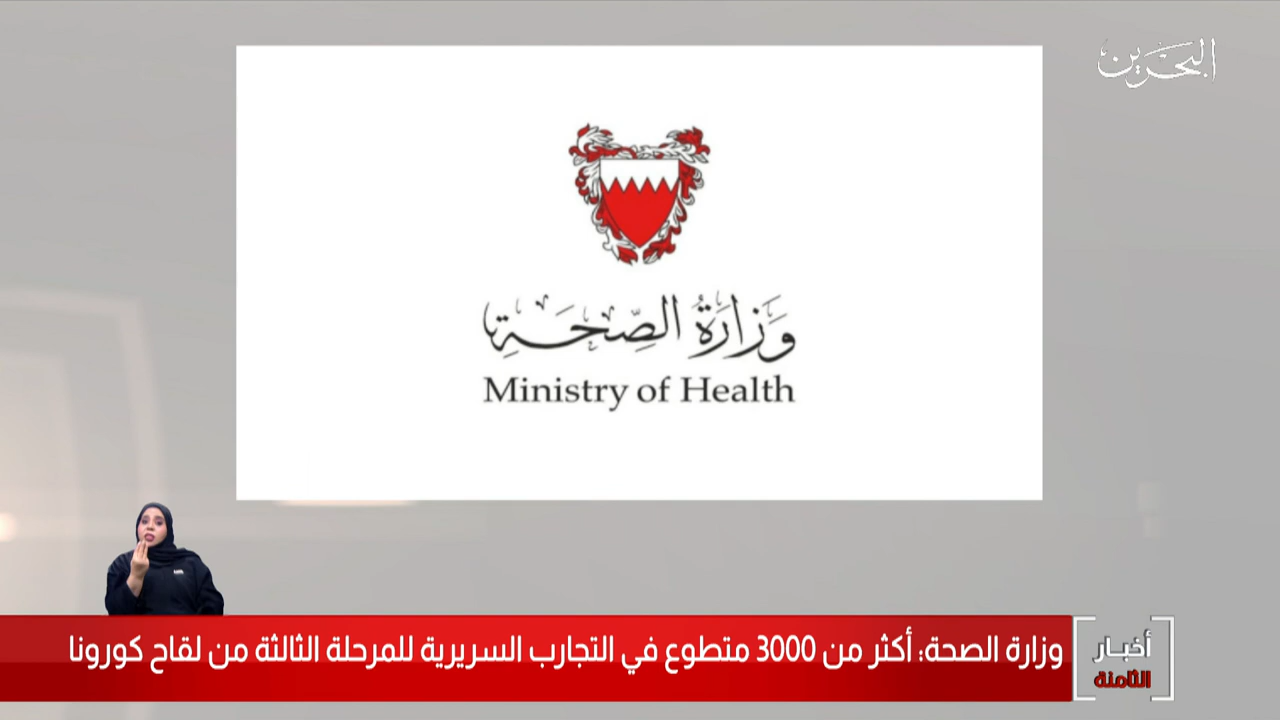 البحرين
وزارة الصحة
Ministry of Health
وزارة الصحة: أكثر من 3000 متطوع في التجارب السريرية للمرحلة الثالثة من لقاح كورونا
أخبار
الثامنة